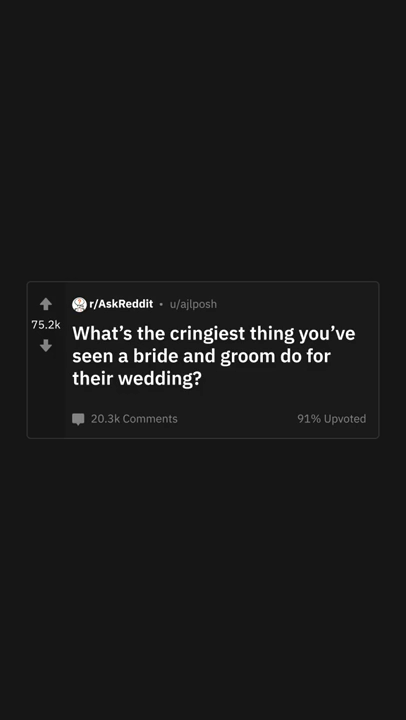 r/AskReddit • u/ajlposh
75.2k
What's the cringiest thing you've
seen a bride and groom do for
their wedding?
20.3k Comments
91% Upvoted